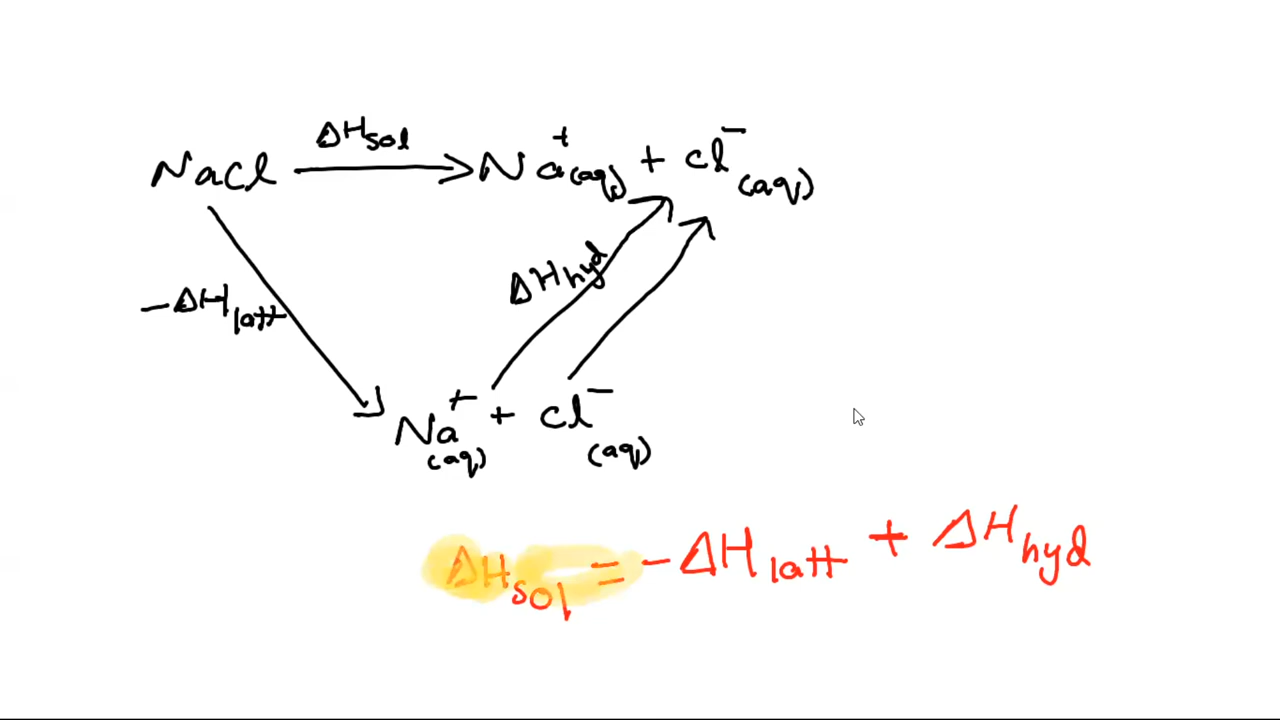 ΔHsol
NaCl → Na⁺(aq) + Cl⁻(aq)
ΔHhyd
-ΔHlatt
Na⁺(aq) + Cl⁻(aq)
ΔHsol = -ΔHlatt + ΔHhyd